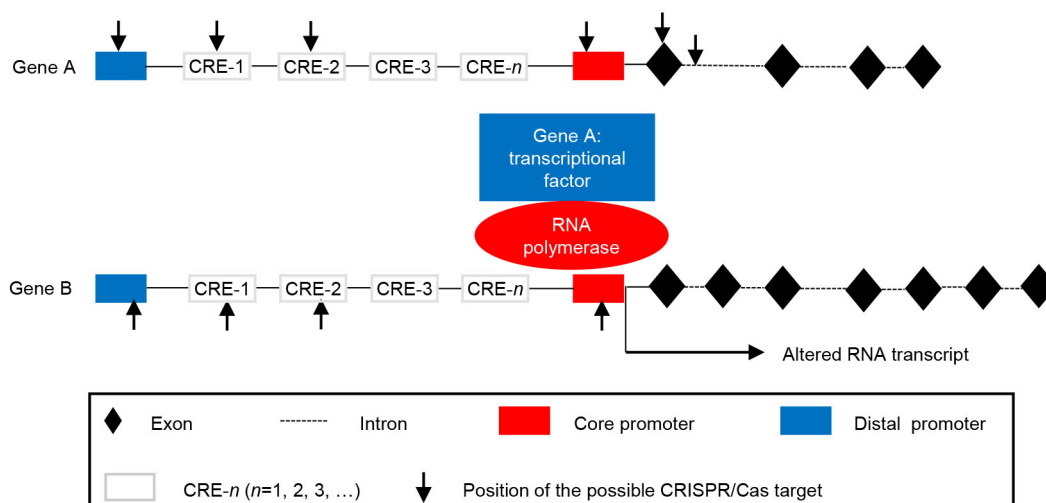 Gene A
CRE-1 CRE-2 CRE-3 CRE-n
Gene A:
transcriptional
factor
RNA
polymerase
Gene B
CRE-1 CRE-2 CRE-3 CRE-n
Altered RNA transcript
Exon Intron Core promoter Distal promoter
CRE-n (n=1, 2, 3, …) Position of the possible CRISPR/Cas target